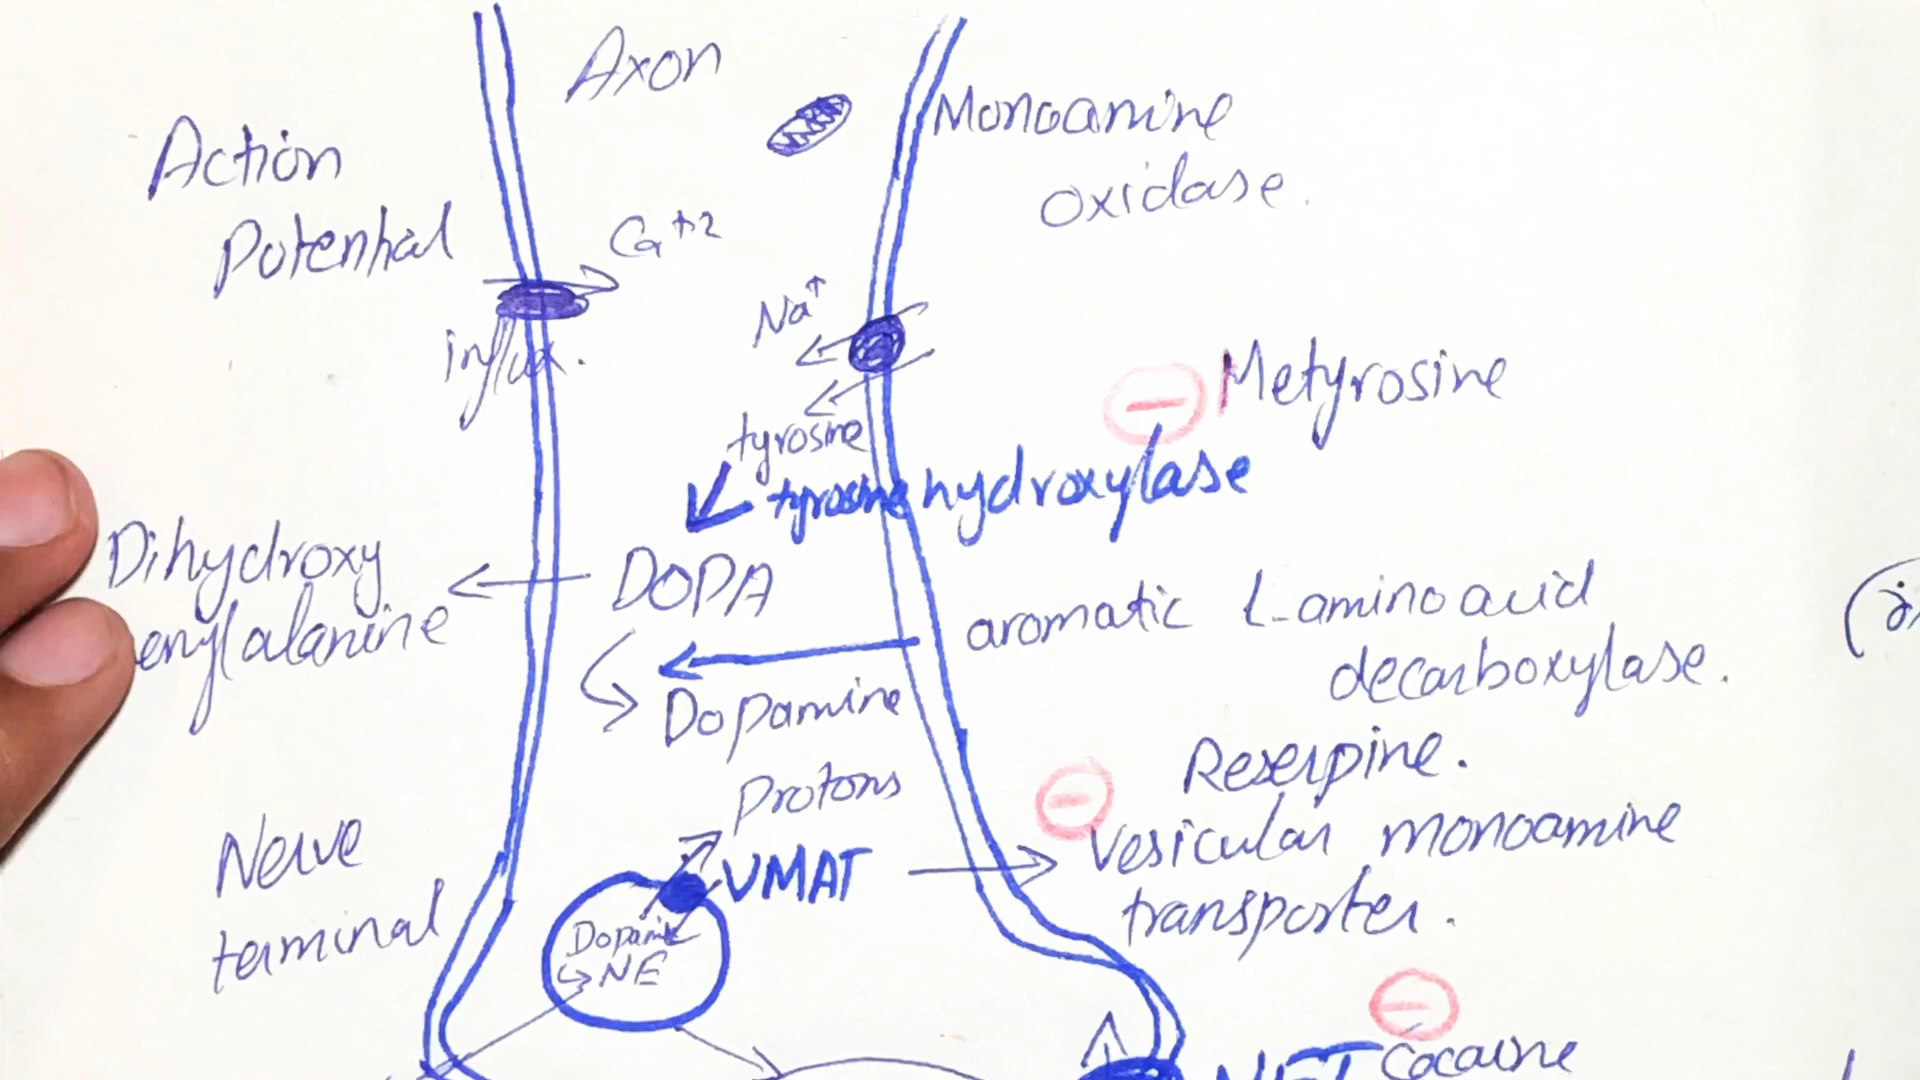 Axon
Monoamine
oxidase.
Action
Potential
Ca+2
influx.
Na+
tyrosine
Metyrosine
tyrosine hydroxylase
Dihydroxy
enylalanine
DOPA
aromatic L-amino acid
decarboxylase.
Dopamine
Reserpine.
Protons
Vesicular monoamine
transporter.
VMAT
Nerve
terminal
Dopamine
NE
NET Cocaine